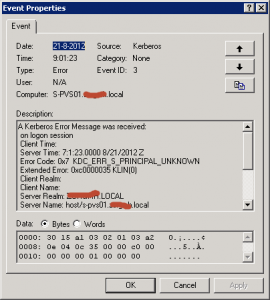 Event Properties
Event
Date: 21-8-2012 Source: Kerberos
Time: 9:01:23 Category: None
Type: Error Event ID: 3
User: N/A
Computer: S-PVS01. .local
Description:
A Kerberos Error Message was received:
on logon session
Client Time:
Server Time: 7:1:23.0000 8/21/2012 Z
Error Code: 0x7 KDC_ERR_S_PRINCIPAL_UNKNOWN
Extended Error: 0xc0000035 KLIN(0)
Client Realm:
Client Name:
Server Realm: .LOCAL
Server Name: host/s-pvs01. .local
Data: Bytes Words
0000: 30 15 a1 03 02 01 03 a2 0.¡....¢
0008: 0e 04 0c 35 00 00 c0 00 ...5..À.
0010: 00 00 00 01 00 00 00 .......
OK Cancel Apply